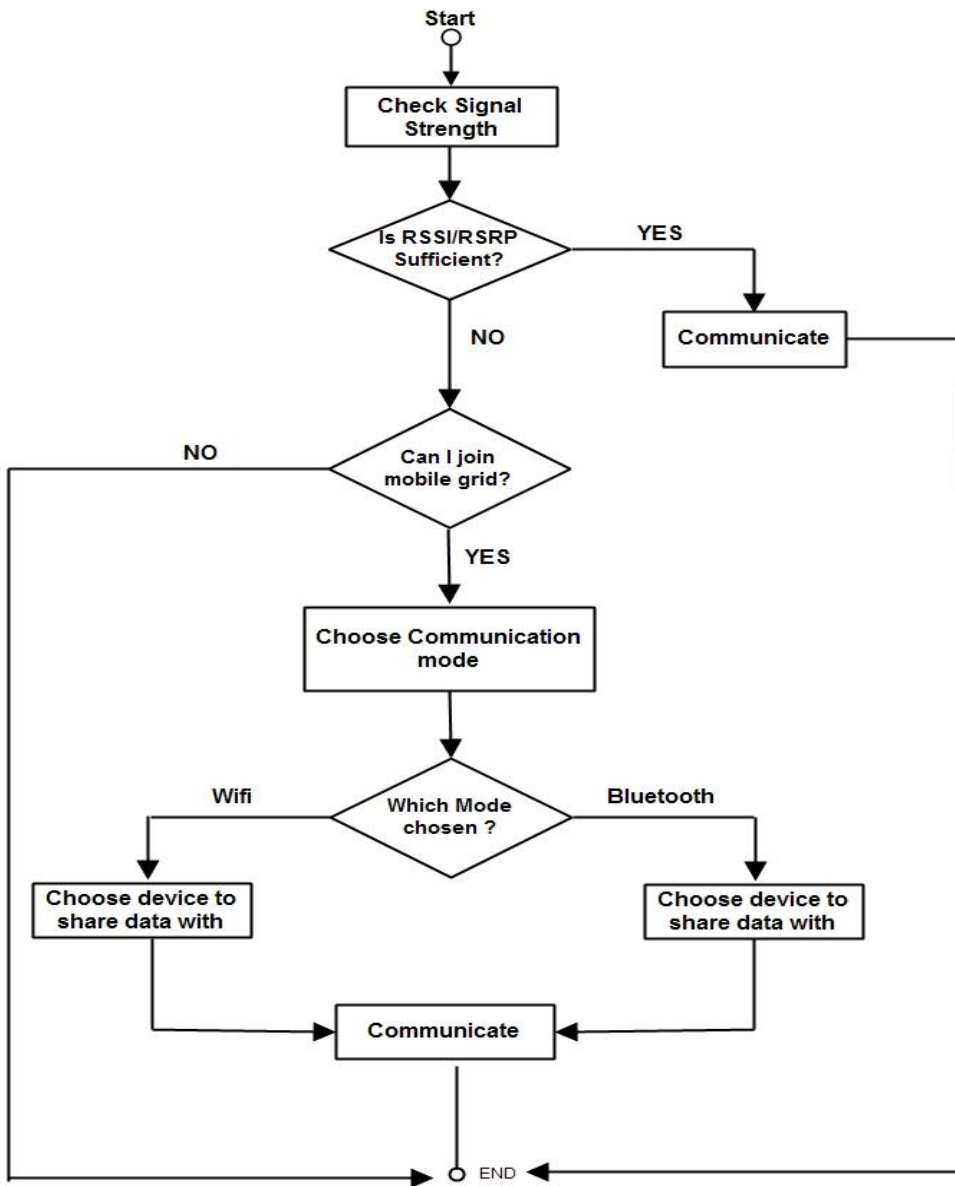 Start
Check Signal
Strength
Is RSSI/RSRP
Sufficient?
YES
Communicate
NO
Can I join
mobile grid?
NO
YES
Choose Communication
mode
Which Mode
chosen ?
Wifi
Bluetooth
Choose device to
share data with
Choose device to
share data with
Communicate
END